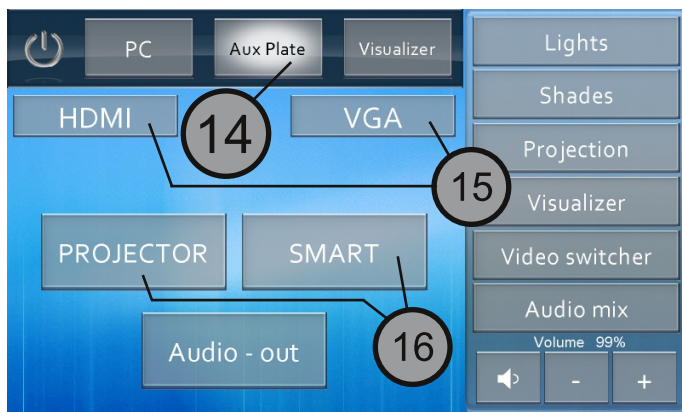 PC
Aux Plate
Visualizer
HDMI
VGA
14
15
PROJECTOR
SMART
16
Audio - out
Lights
Shades
Projection
Visualizer
Video switcher
Audio mix
Volume 99%
-
+